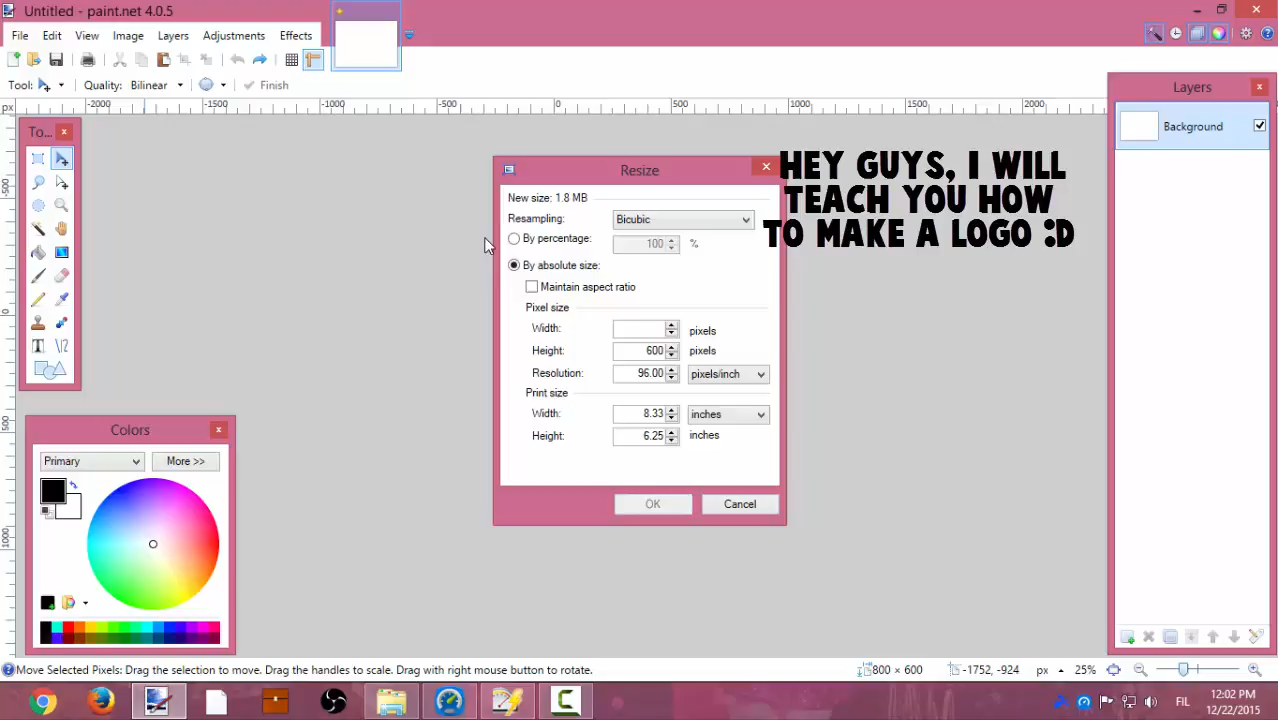 Untitled - paint.net 4.0.5
File Edit View Image Layers Adjustments Effects
Tool: Quality: Bilinear Finish
px -2000 -1500 -1000 -500 0 500 1000 1500 2000
-500
0
500
1000
To...
Layers
Background
Resize
New size: 1.8 MB
Resampling: Bicubic
By percentage: 100 %
By absolute size:
Maintain aspect ratio
Pixel size
Width: pixels
Height: 600 pixels
Resolution: 96.00 pixels/inch
Print size
Width: 8.33 inches
Height: 6.25 inches
OK Cancel
HEY GUYS, I WILL
TEACH YOU HOW
TO MAKE A LOGO :D
Colors
Primary More >>
Move Selected Pixels: Drag the selection to move. Drag the handles to scale. Drag with right mouse button to rotate. 800 × 600 -1752, -924 px 25%
FIL 12:02 PM
12/22/2015